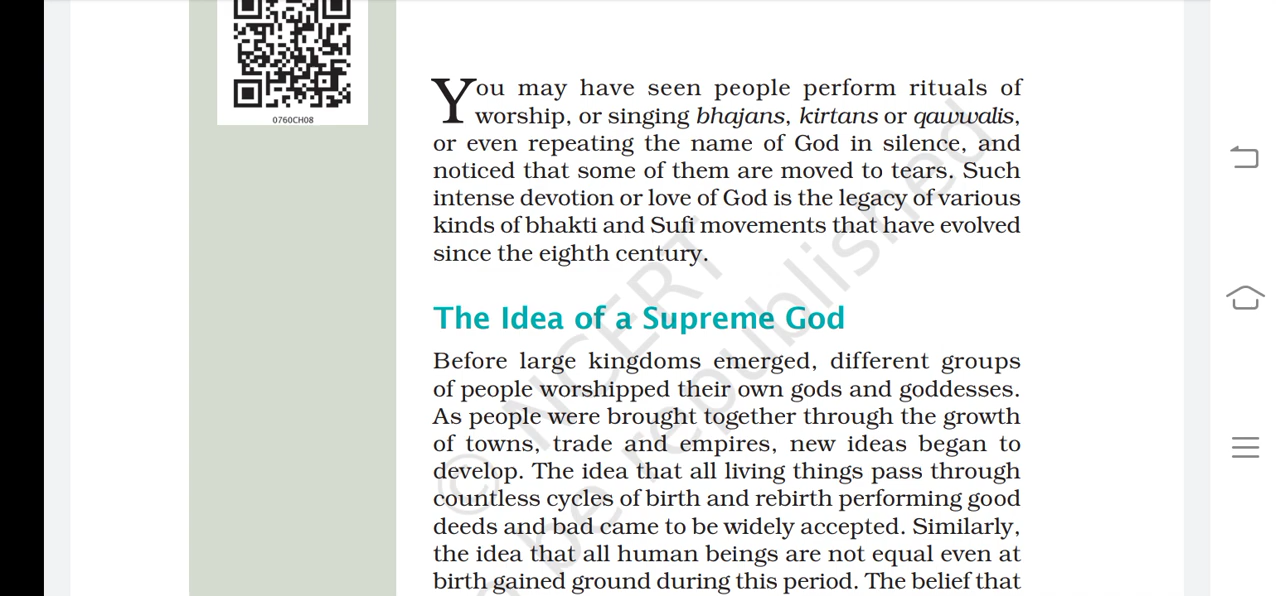 0760CH08
You may have seen people perform rituals of
worship, or singing bhajans, kirtans or qawwalis,
or even repeating the name of God in silence, and
noticed that some of them are moved to tears. Such
intense devotion or love of God is the legacy of various
kinds of bhakti and Sufi movements that have evolved
since the eighth century.
The Idea of a Supreme God
Before large kingdoms emerged, different groups
of people worshipped their own gods and goddesses.
As people were brought together through the growth
of towns, trade and empires, new ideas began to
develop. The idea that all living things pass through
countless cycles of birth and rebirth performing good
deeds and bad came to be widely accepted. Similarly,
the idea that all human beings are not equal even at
birth gained ground during this period. The belief that
© NCERT
be republished